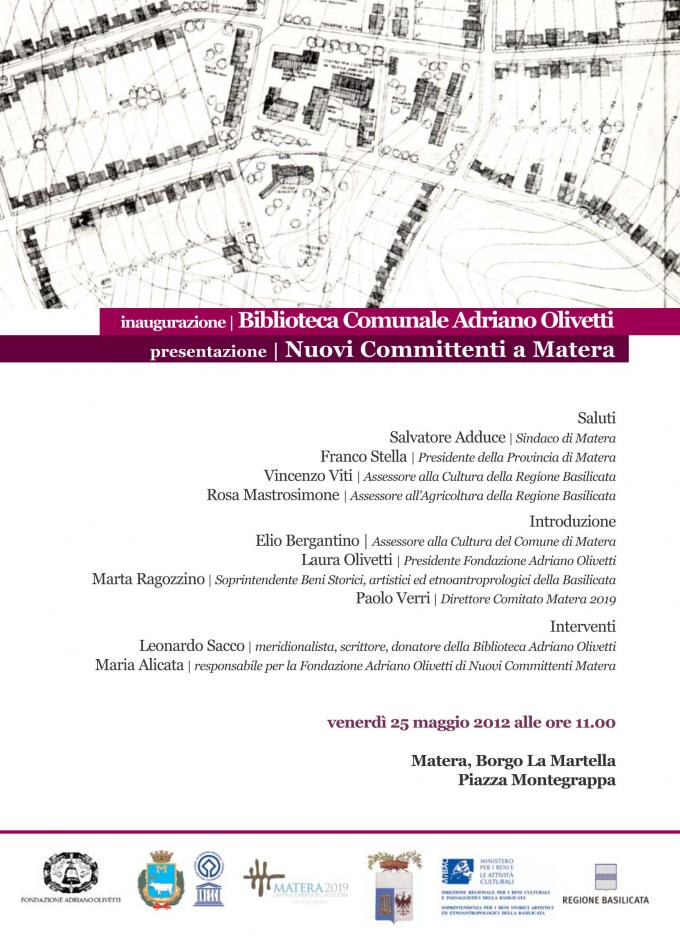 inaugurazione | Biblioteca Comunale Adriano Olivetti
presentazione | Nuovi Committenti a Matera
Saluti
Salvatore Adduce | Sindaco di Matera
Franco Stella | Presidente della Provincia di Matera
Vincenzo Viti | Assessore alla Cultura della Regione Basilicata
Rosa Mastrosimone | Assessore all'Agricoltura della Regione Basilicata
Introduzione
Elio Bergantino | Assessore alla Cultura del Comune di Matera
Laura Olivetti | Presidente Fondazione Adriano Olivetti
Marta Ragozzino | Soprintendente Beni Storici, artistici ed etnoantroprologici della Basilicata
Paolo Verri | Direttore Comitato Matera 2019
Interventi
Leonardo Sacco | meridionalista, scrittore, donatore della Biblioteca Adriano Olivetti
Maria Alicata | responsabile per la Fondazione Adriano Olivetti di Nuovi Committenti Matera
venerdì 25 maggio 2012 alle ore 11.00
Matera, Borgo La Martella
Piazza Montegrappa
FONDAZIONE ADRIANO OLIVETTI
MATERA2019
CAPITALE EUROPEA DELLA CULTURA
MiBAC
MINISTERO
PER I BENI E
LE ATTIVITÀ
CULTURALI
DIREZIONE REGIONALE PER I BENI CULTURALI
E PAESAGGISTICI DELLA BASILICATA
SOPRINTENDENZA PER I BENI STORICI ARTISTICI
ED ETNOANTROPOLOGICI DELLA BASILICATA
REGIONE BASILICATA